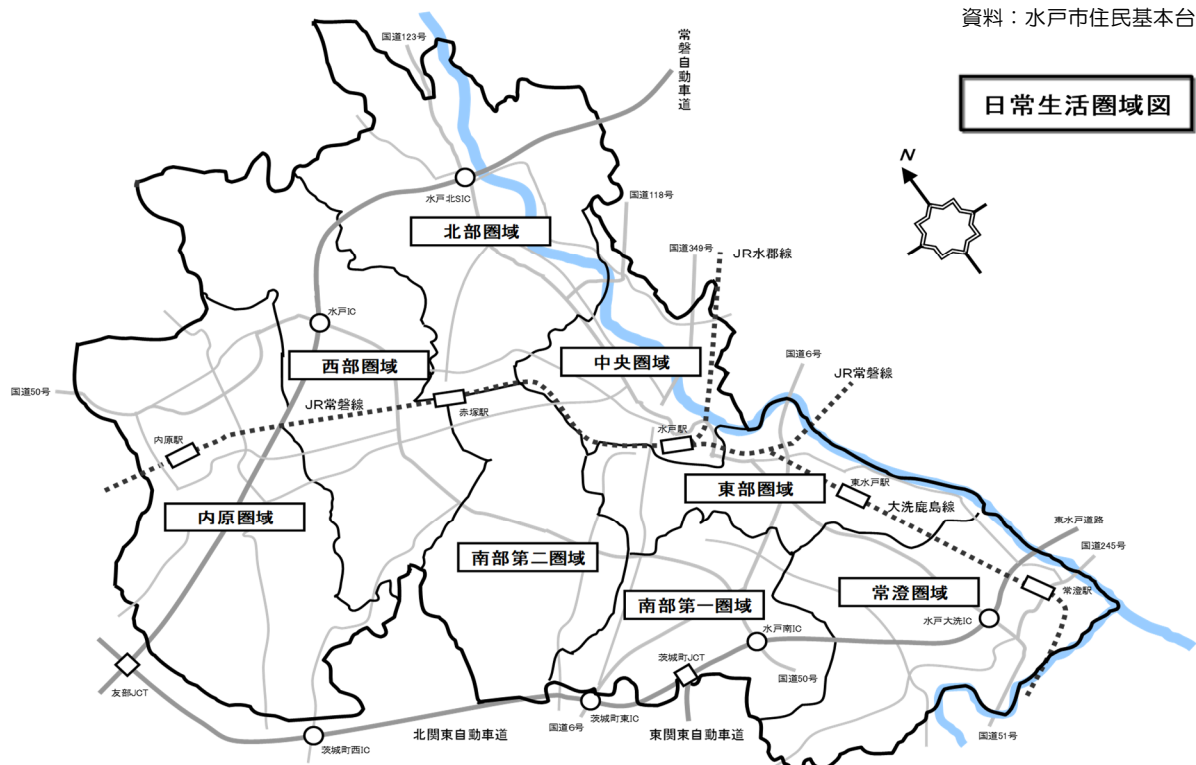 資料：水戸市住民基本台
国道123号
常磐自動車道
日常生活圏域図
N
水戸北SIC
国道118号
北部圏域
国道349号
JR水郡線
水戸IC
西部圏域
中央圏域
国道6号
JR常磐線
国道50号
JR常磐線
赤塚駅
内原駅
水戸駅
東部圏域
東水戸駅
大洗鹿島線
内原圏域
東水戸道路
国道245号
南部第二圏域
常澄圏域
常澄駅
南部第一圏域
水戸大洗IC
水戸南IC
茨城町JCT
友部JCT
国道50号
国道6号
茨城町東IC
北関東自動車道
東関東自動車道
国道51号
茨城町西IC